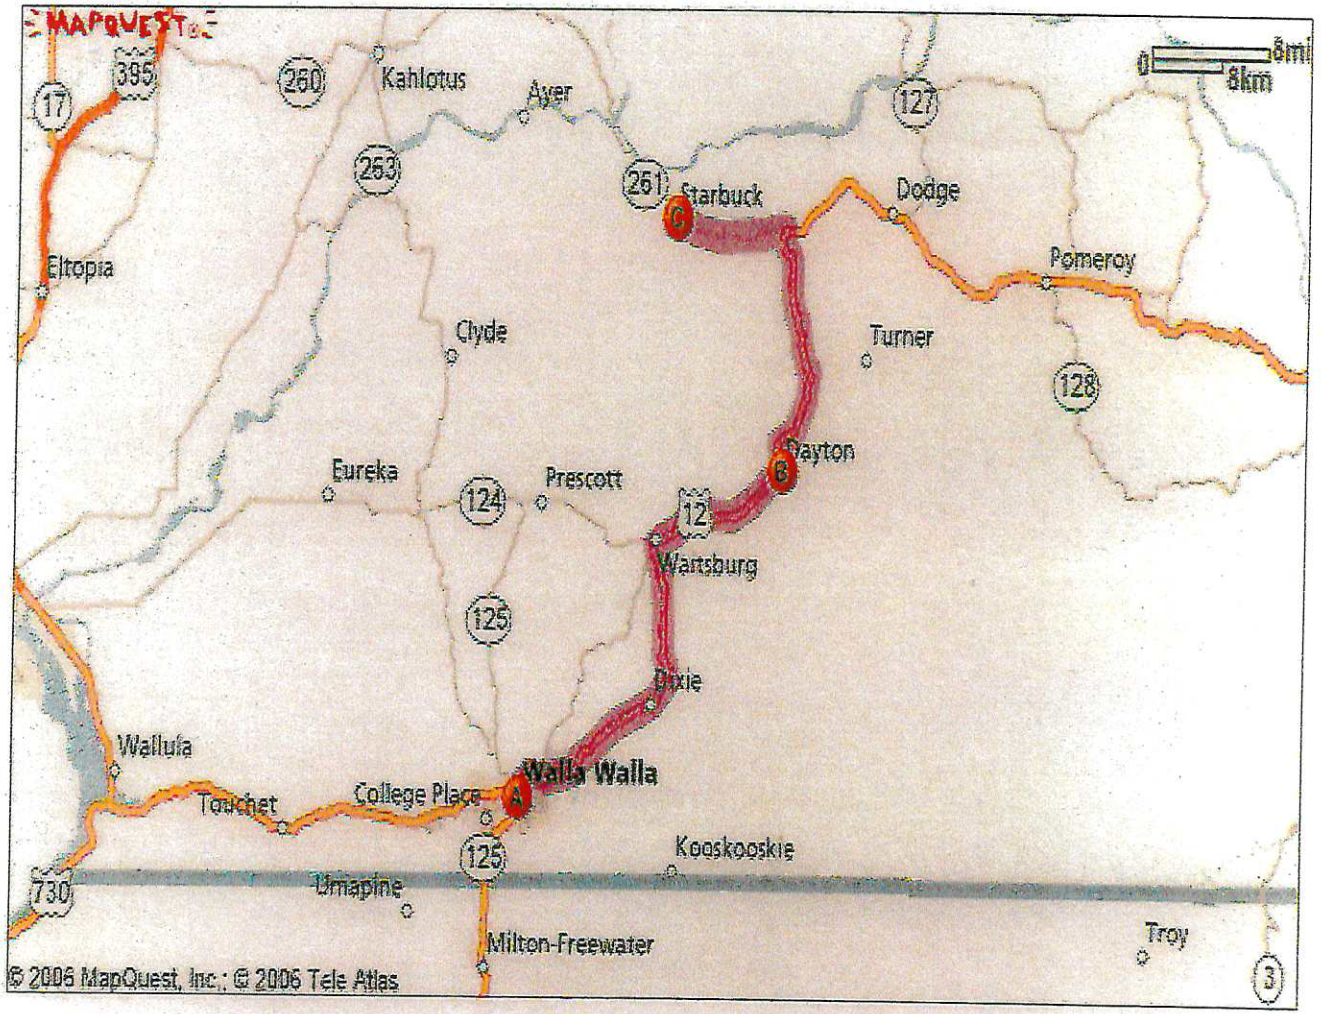 MAPQUEST
395
260
Kahlotus
Ayer
127
0
8mi
8km
17
263
261
Starbuck
C
Dodge
Eltopia
Pomeroy
Clyde
Turner
128
Dayton
B
Eureka
124
Prescott
12
Waitsburg
125
Dixie
Wallula
Walla Walla
A
College Place
Touchet
125
Kooskooskie
730
Umapine
Milton-Freewater
Troy
3
© 2006 MapQuest, Inc.; © 2006 Tele Atlas